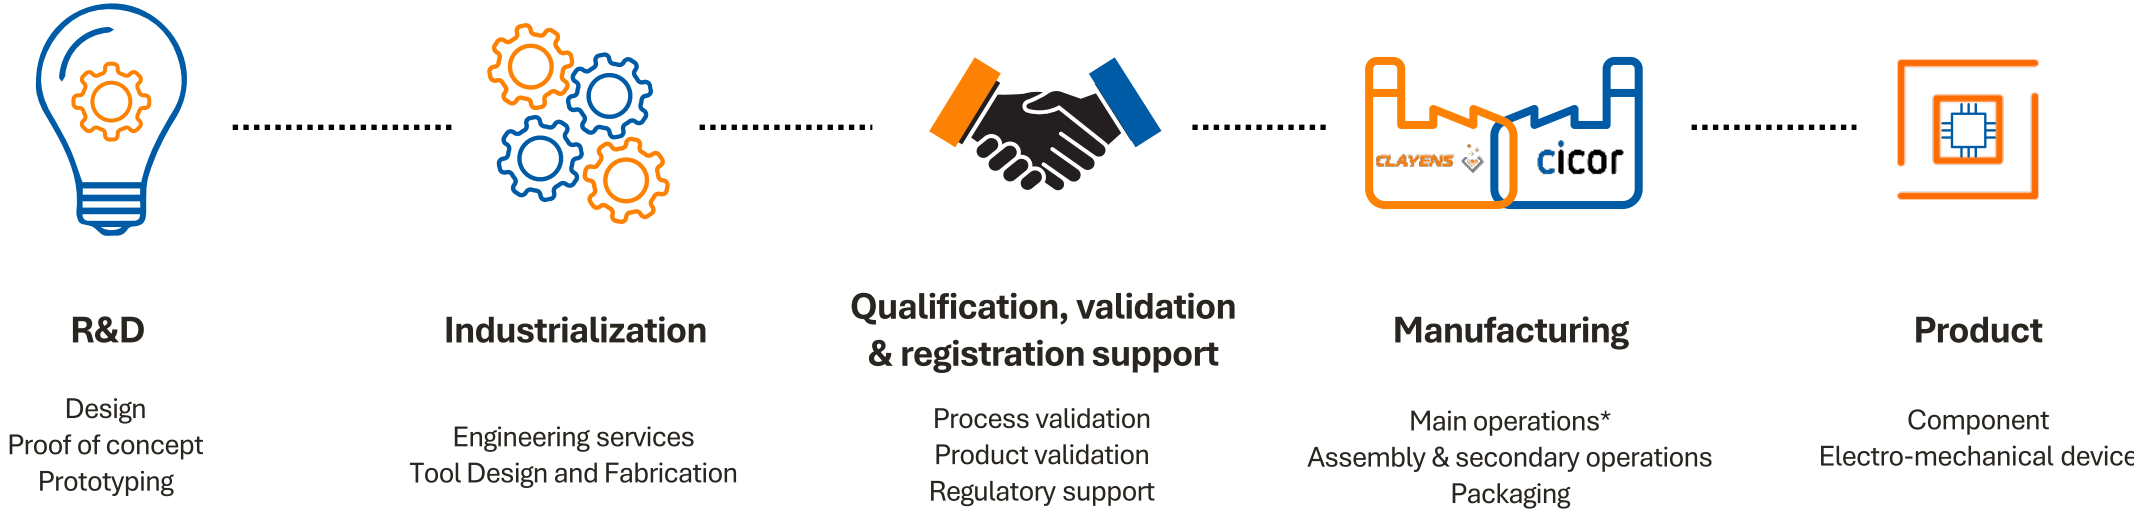 CLAYENS
cicor
R&D
Design
Proof of concept
Prototyping
Industrialization
Engineering services
Tool Design and Fabrication
Qualification, validation
& registration support
Process validation
Product validation
Regulatory support
Manufacturing
Main operations*
Assembly & secondary operations
Packaging
Product
Component
Electro-mechanical device